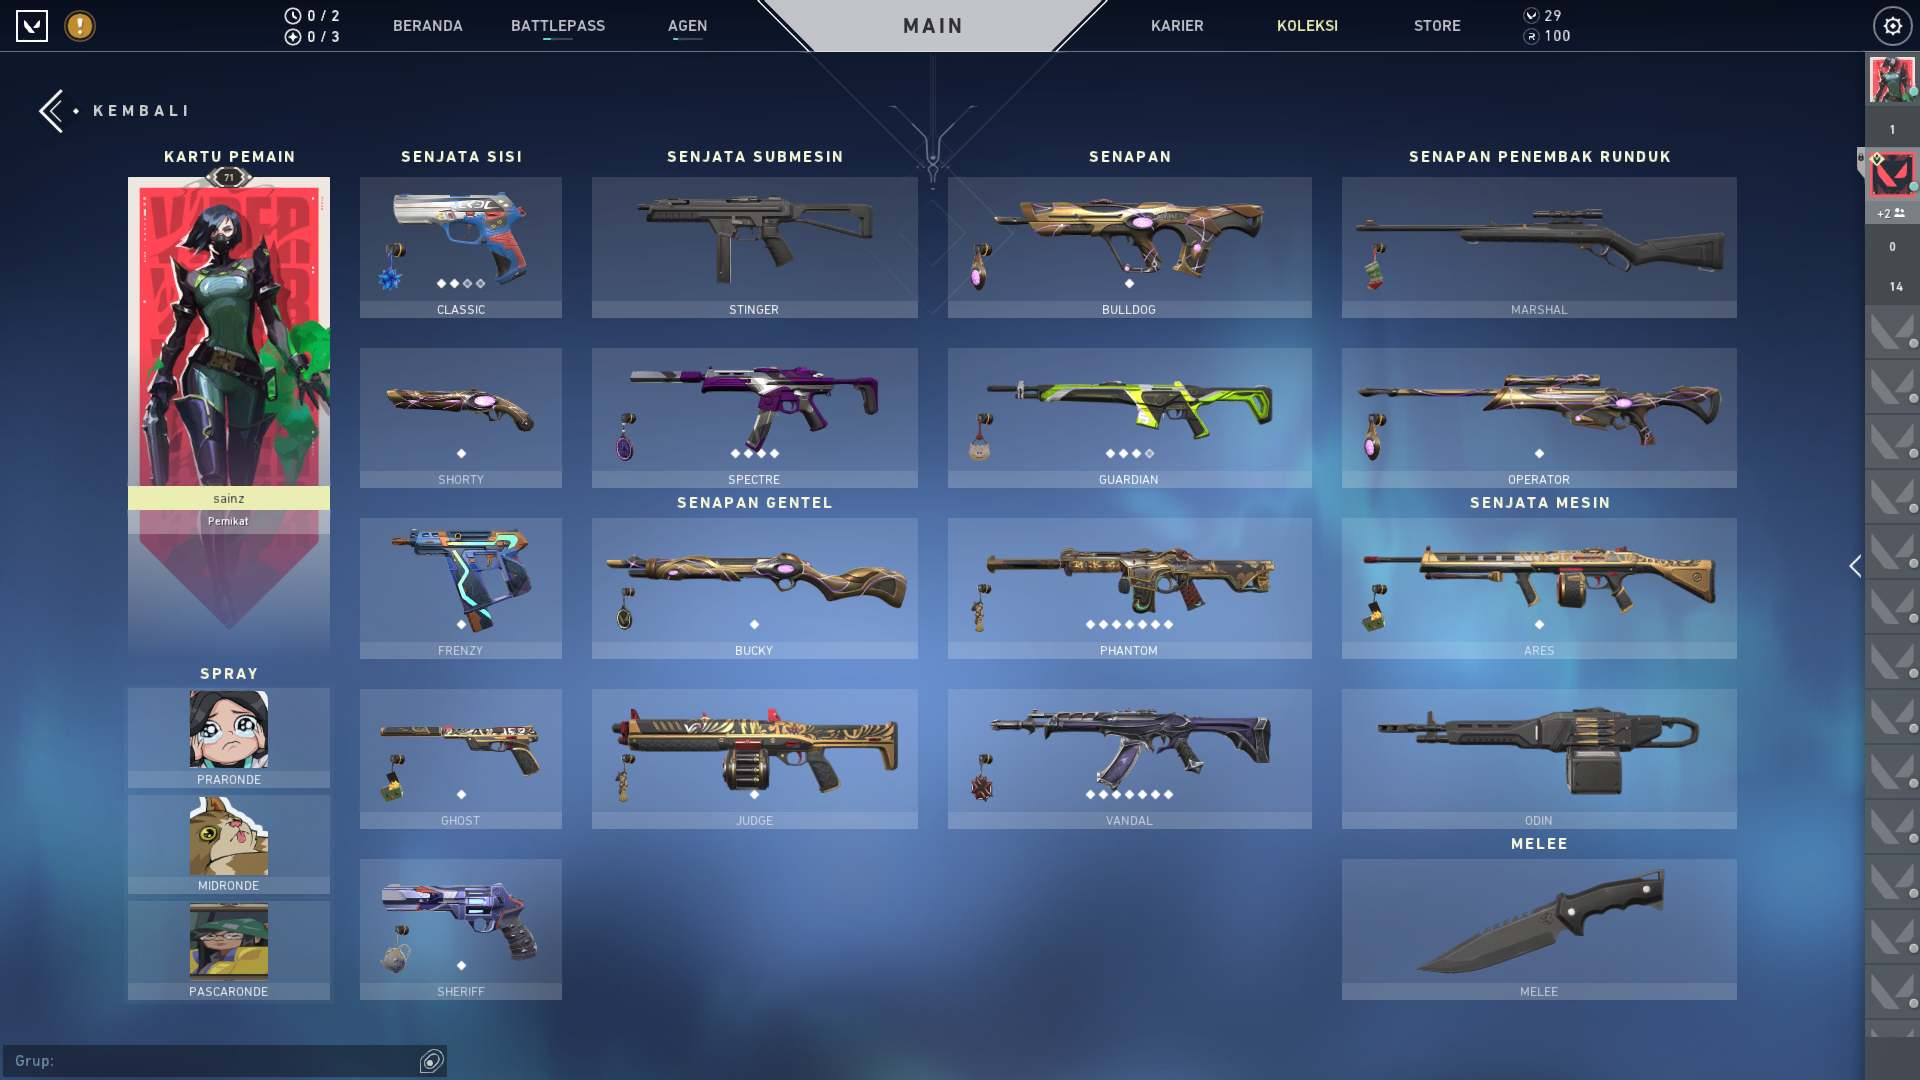 0 / 2
0 / 3
BERANDA
BATTLEPASS
AGEN
MAIN
KARIER
KOLEKSI
STORE
29
100
KEMBALI
KARTU PEMAIN
71
VIPER
sainz
Pemikat
SPRAY
PRARONDE
MIDRONDE
PASCARONDE
SENJATA SISI
CLASSIC
SHORTY
FRENZY
GHOST
SHERIFF
SENJATA SUBMESIN
STINGER
SPECTRE
SENAPAN GENTEL
BUCKY
JUDGE
SENAPAN
BULLDOG
GUARDIAN
PHANTOM
VANDAL
SENAPAN PENEMBAK RUNDUK
MARSHAL
OPERATOR
SENJATA MESIN
ARES
ODIN
MELEE
MELEE
1
+2
0
14
Grup: